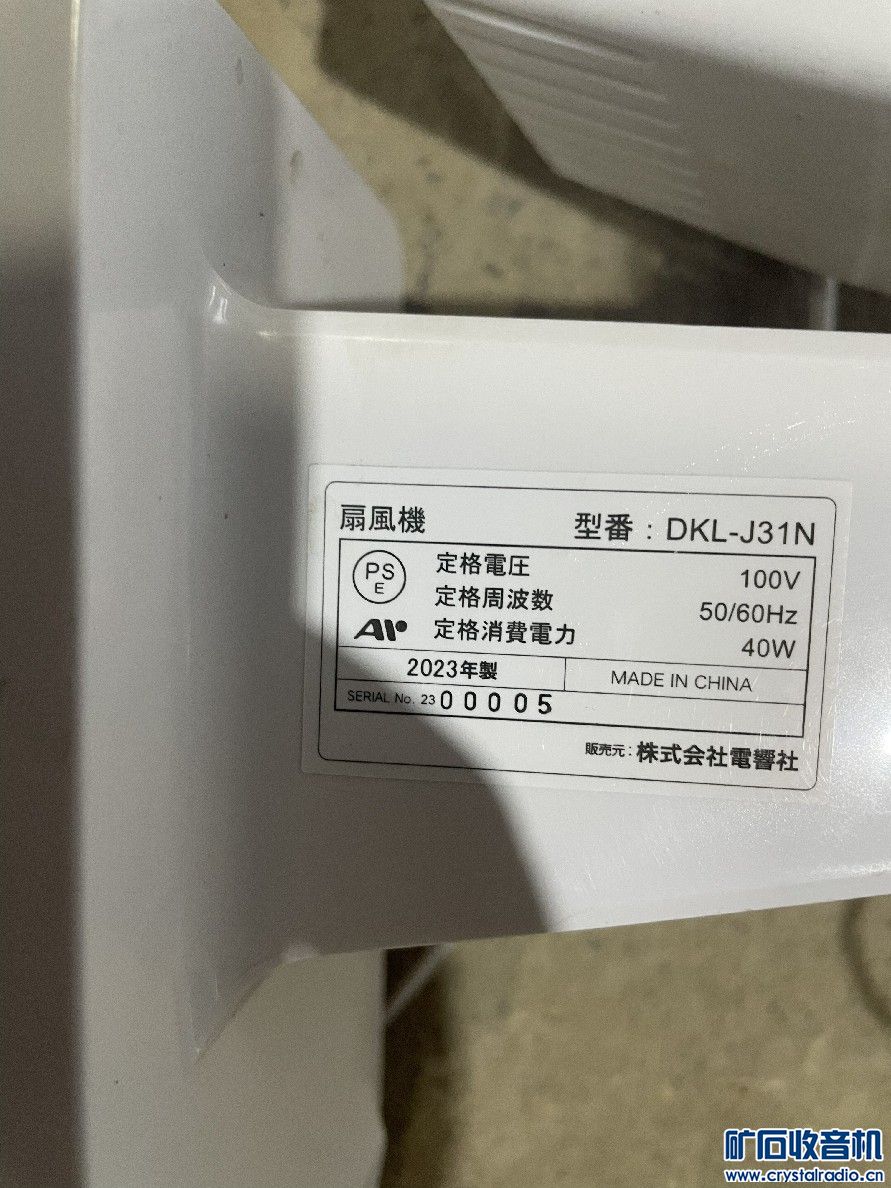 扇風機 型番：DKL-J31N
PS
E
定格電圧 100V
定格周波数 50/60Hz
定格消費電力 40W
2023年製 MADE IN CHINA
SERIAL No. 23 00005
販売元：株式会社電響社
矿石收音机
www.crystalradio.cn